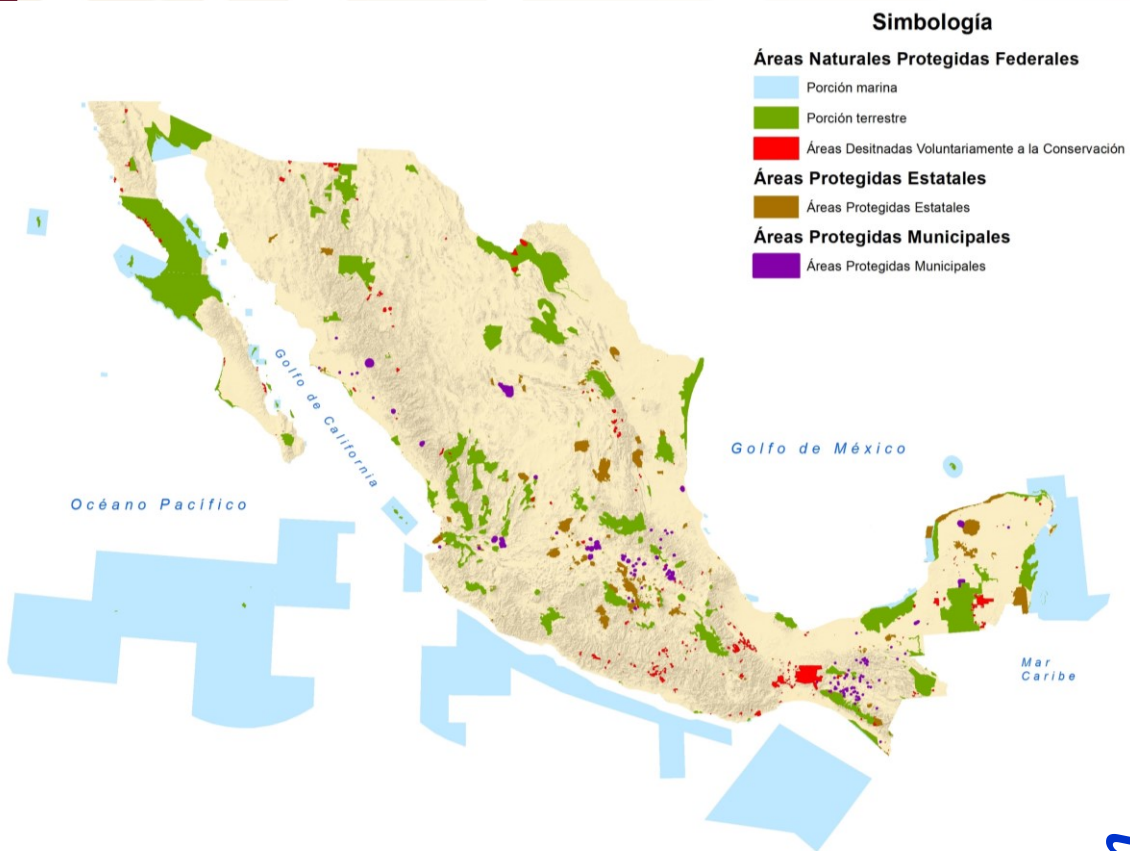 Simbología
Áreas Naturales Protegidas Federales
Porción marina
Porción terrestre
Áreas Desitnadas Voluntariamente a la Conservación
Áreas Protegidas Estatales
Áreas Protegidas Estatales
Áreas Protegidas Municipales
Áreas Protegidas Municipales
Golfo de California
Golfo de México
Océano Pacífico
Mar
Caribe